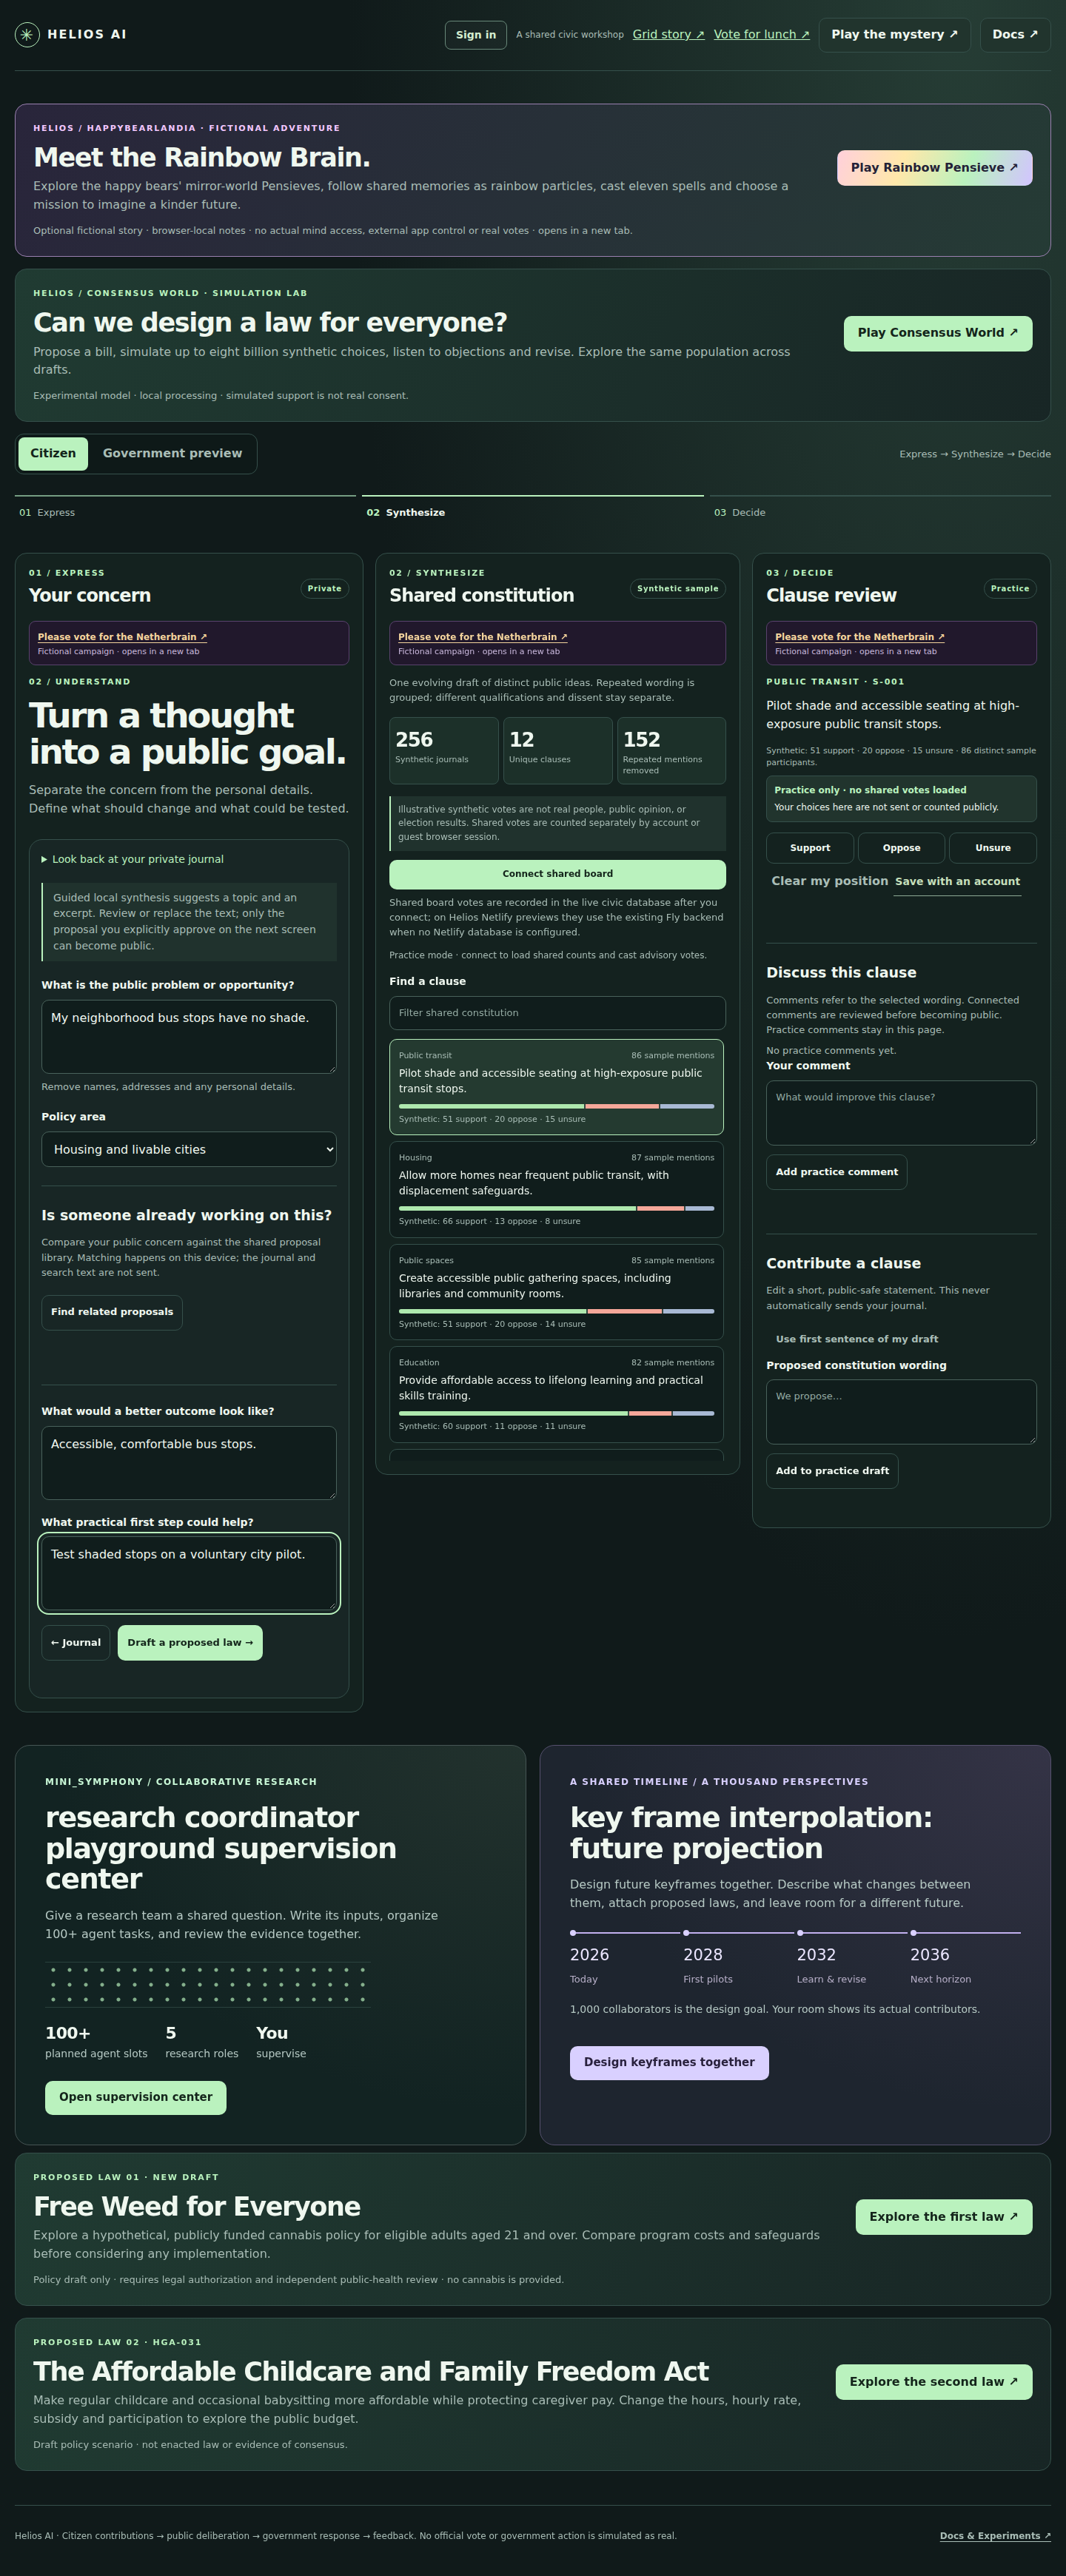 HELIOS AI
Sign in
A shared civic workshop
Grid story ↗
Vote for lunch ↗
Play the mystery ↗
Docs ↗
HELIOS / HAPPYBEARLANDIA · FICTIONAL ADVENTURE
Meet the Rainbow Brain.
Explore the happy bears' mirror-world Pensieves, follow shared memories as rainbow particles, cast eleven spells and choose a
mission to imagine a kinder future.
Optional fictional story · browser-local notes · no actual mind access, external app control or real votes · opens in a new tab.
Play Rainbow Pensieve ↗
HELIOS / CONSENSUS WORLD · SIMULATION LAB
Can we design a law for everyone?
Propose a bill, simulate up to eight billion synthetic choices, listen to objections and revise. Explore the same population across
drafts.
Experimental model · local processing · simulated support is not real consent.
Play Consensus World ↗
Citizen
Government preview
Express → Synthesize → Decide
01 Express
02 Synthesize
03 Decide
01 / EXPRESS
Your concern
Private
Please vote for the Netherbrain ↗
Fictional campaign · opens in a new tab
02 / UNDERSTAND
Turn a thought
into a public goal.
Separate the concern from the personal details.
Define what should change and what could be tested.
▶ Look back at your private journal
Guided local synthesis suggests a topic and an
excerpt. Review or replace the text; only the
proposal you explicitly approve on the next screen
can become public.
What is the public problem or opportunity?
My neighborhood bus stops have no shade.
Remove names, addresses and any personal details.
Policy area
Housing and livable cities
Is someone already working on this?
Compare your public concern against the shared proposal
library. Matching happens on this device; the journal and
search text are not sent.
Find related proposals
What would a better outcome look like?
Accessible, comfortable bus stops.
What practical first step could help?
Test shaded stops on a voluntary city pilot.
← Journal
Draft a proposed law →
02 / SYNTHESIZE
Shared constitution
Synthetic sample
Please vote for the Netherbrain ↗
Fictional campaign · opens in a new tab
One evolving draft of distinct public ideas. Repeated wording is
grouped; different qualifications and dissent stay separate.
256
Synthetic journals
12
Unique clauses
152
Repeated mentions
removed
Illustrative synthetic votes are not real people, public opinion, or
election results. Shared votes are counted separately by account or
guest browser session.
Connect shared board
Shared board votes are recorded in the live civic database after you
connect; on Helios Netlify previews they use the existing Fly backend
when no Netlify database is configured.
Practice mode · connect to load shared counts and cast advisory votes.
Find a clause
Filter shared constitution
Public transit
86 sample mentions
Pilot shade and accessible seating at high-exposure public
transit stops.
Synthetic: 51 support · 20 oppose · 15 unsure
Housing
87 sample mentions
Allow more homes near frequent public transit, with
displacement safeguards.
Synthetic: 66 support · 13 oppose · 8 unsure
Public spaces
85 sample mentions
Create accessible public gathering spaces, including
libraries and community rooms.
Synthetic: 51 support · 20 oppose · 14 unsure
Education
82 sample mentions
Provide affordable access to lifelong learning and practical
skills training.
Synthetic: 60 support · 11 oppose · 11 unsure
03 / DECIDE
Clause review
Practice
Please vote for the Netherbrain ↗
Fictional campaign · opens in a new tab
PUBLIC TRANSIT · S-001
Pilot shade and accessible seating at high-
exposure public transit stops.
Synthetic: 51 support · 20 oppose · 15 unsure · 86 distinct sample
participants.
Practice only · no shared votes loaded
Your choices here are not sent or counted publicly.
Support
Oppose
Unsure
Clear my position
Save with an account
Discuss this clause
Comments refer to the selected wording. Connected
comments are reviewed before becoming public.
Practice comments stay in this page.
No practice comments yet.
Your comment
What would improve this clause?
Add practice comment
Contribute a clause
Edit a short, public-safe statement. This never
automatically sends your journal.
Use first sentence of my draft
Proposed constitution wording
We propose...
Add to practice draft
MINI_SYMPHONY / COLLABORATIVE RESEARCH
research coordinator
playground supervision
center
Give a research team a shared question. Write its inputs, organize
100+ agent tasks, and review the evidence together.
100+
planned agent slots
5
research roles
You
supervise
Open supervision center
A SHARED TIMELINE / A THOUSAND PERSPECTIVES
key frame interpolation:
future projection
Design future keyframes together. Describe what changes between
them, attach proposed laws, and leave room for a different future.
2026
Today
2028
First pilots
2032
Learn & revise
2036
Next horizon
1,000 collaborators is the design goal. Your room shows its actual contributors.
Design keyframes together
PROPOSED LAW 01 · NEW DRAFT
Free Weed for Everyone
Explore a hypothetical, publicly funded cannabis policy for eligible adults aged 21 and over. Compare program costs and safeguards
before considering any implementation.
Policy draft only · requires legal authorization and independent public-health review · no cannabis is provided.
Explore the first law ↗
PROPOSED LAW 02 · HGA-031
The Affordable Childcare and Family Freedom Act
Make regular childcare and occasional babysitting more affordable while protecting caregiver pay. Change the hours, hourly rate,
subsidy and participation to explore the public budget.
Draft policy scenario · not enacted law or evidence of consensus.
Explore the second law ↗
Helios AI · Citizen contributions → public deliberation → government response → feedback. No official vote or government action is simulated as real.
Docs & Experiments ↗